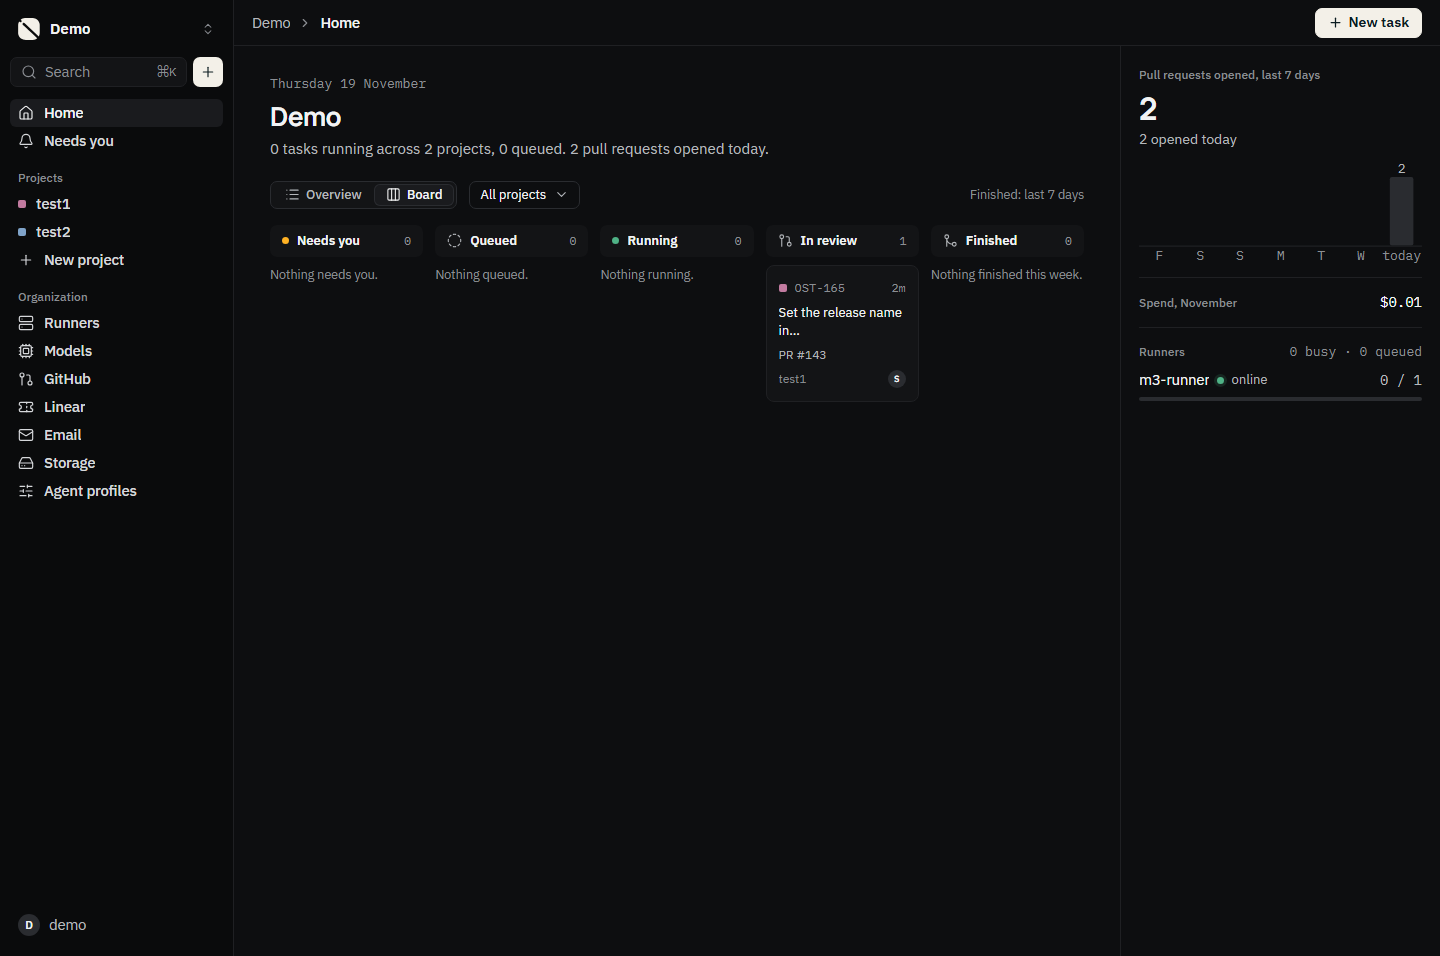 Demo
Search ⌘K
Home
Needs you
Projects
test1
test2
New project
Organization
Runners
Models
GitHub
Linear
Email
Storage
Agent profiles
D demo
Demo > Home
New task
Thursday 19 November
Demo
0 tasks running across 2 projects, 0 queued. 2 pull requests opened today.
Overview Board All projects Finished: last 7 days
Needs you 0
Nothing needs you.
Queued 0
Nothing queued.
Running 0
Nothing running.
In review 1
OST-165 2m
Set the release name
in...
PR #143
test1 S
Finished 0
Nothing finished this week.
Pull requests opened, last 7 days
2
2 opened today
2
F S S M T W today
Spend, November $0.01
Runners 0 busy · 0 queued
m3-runner online 0 / 1